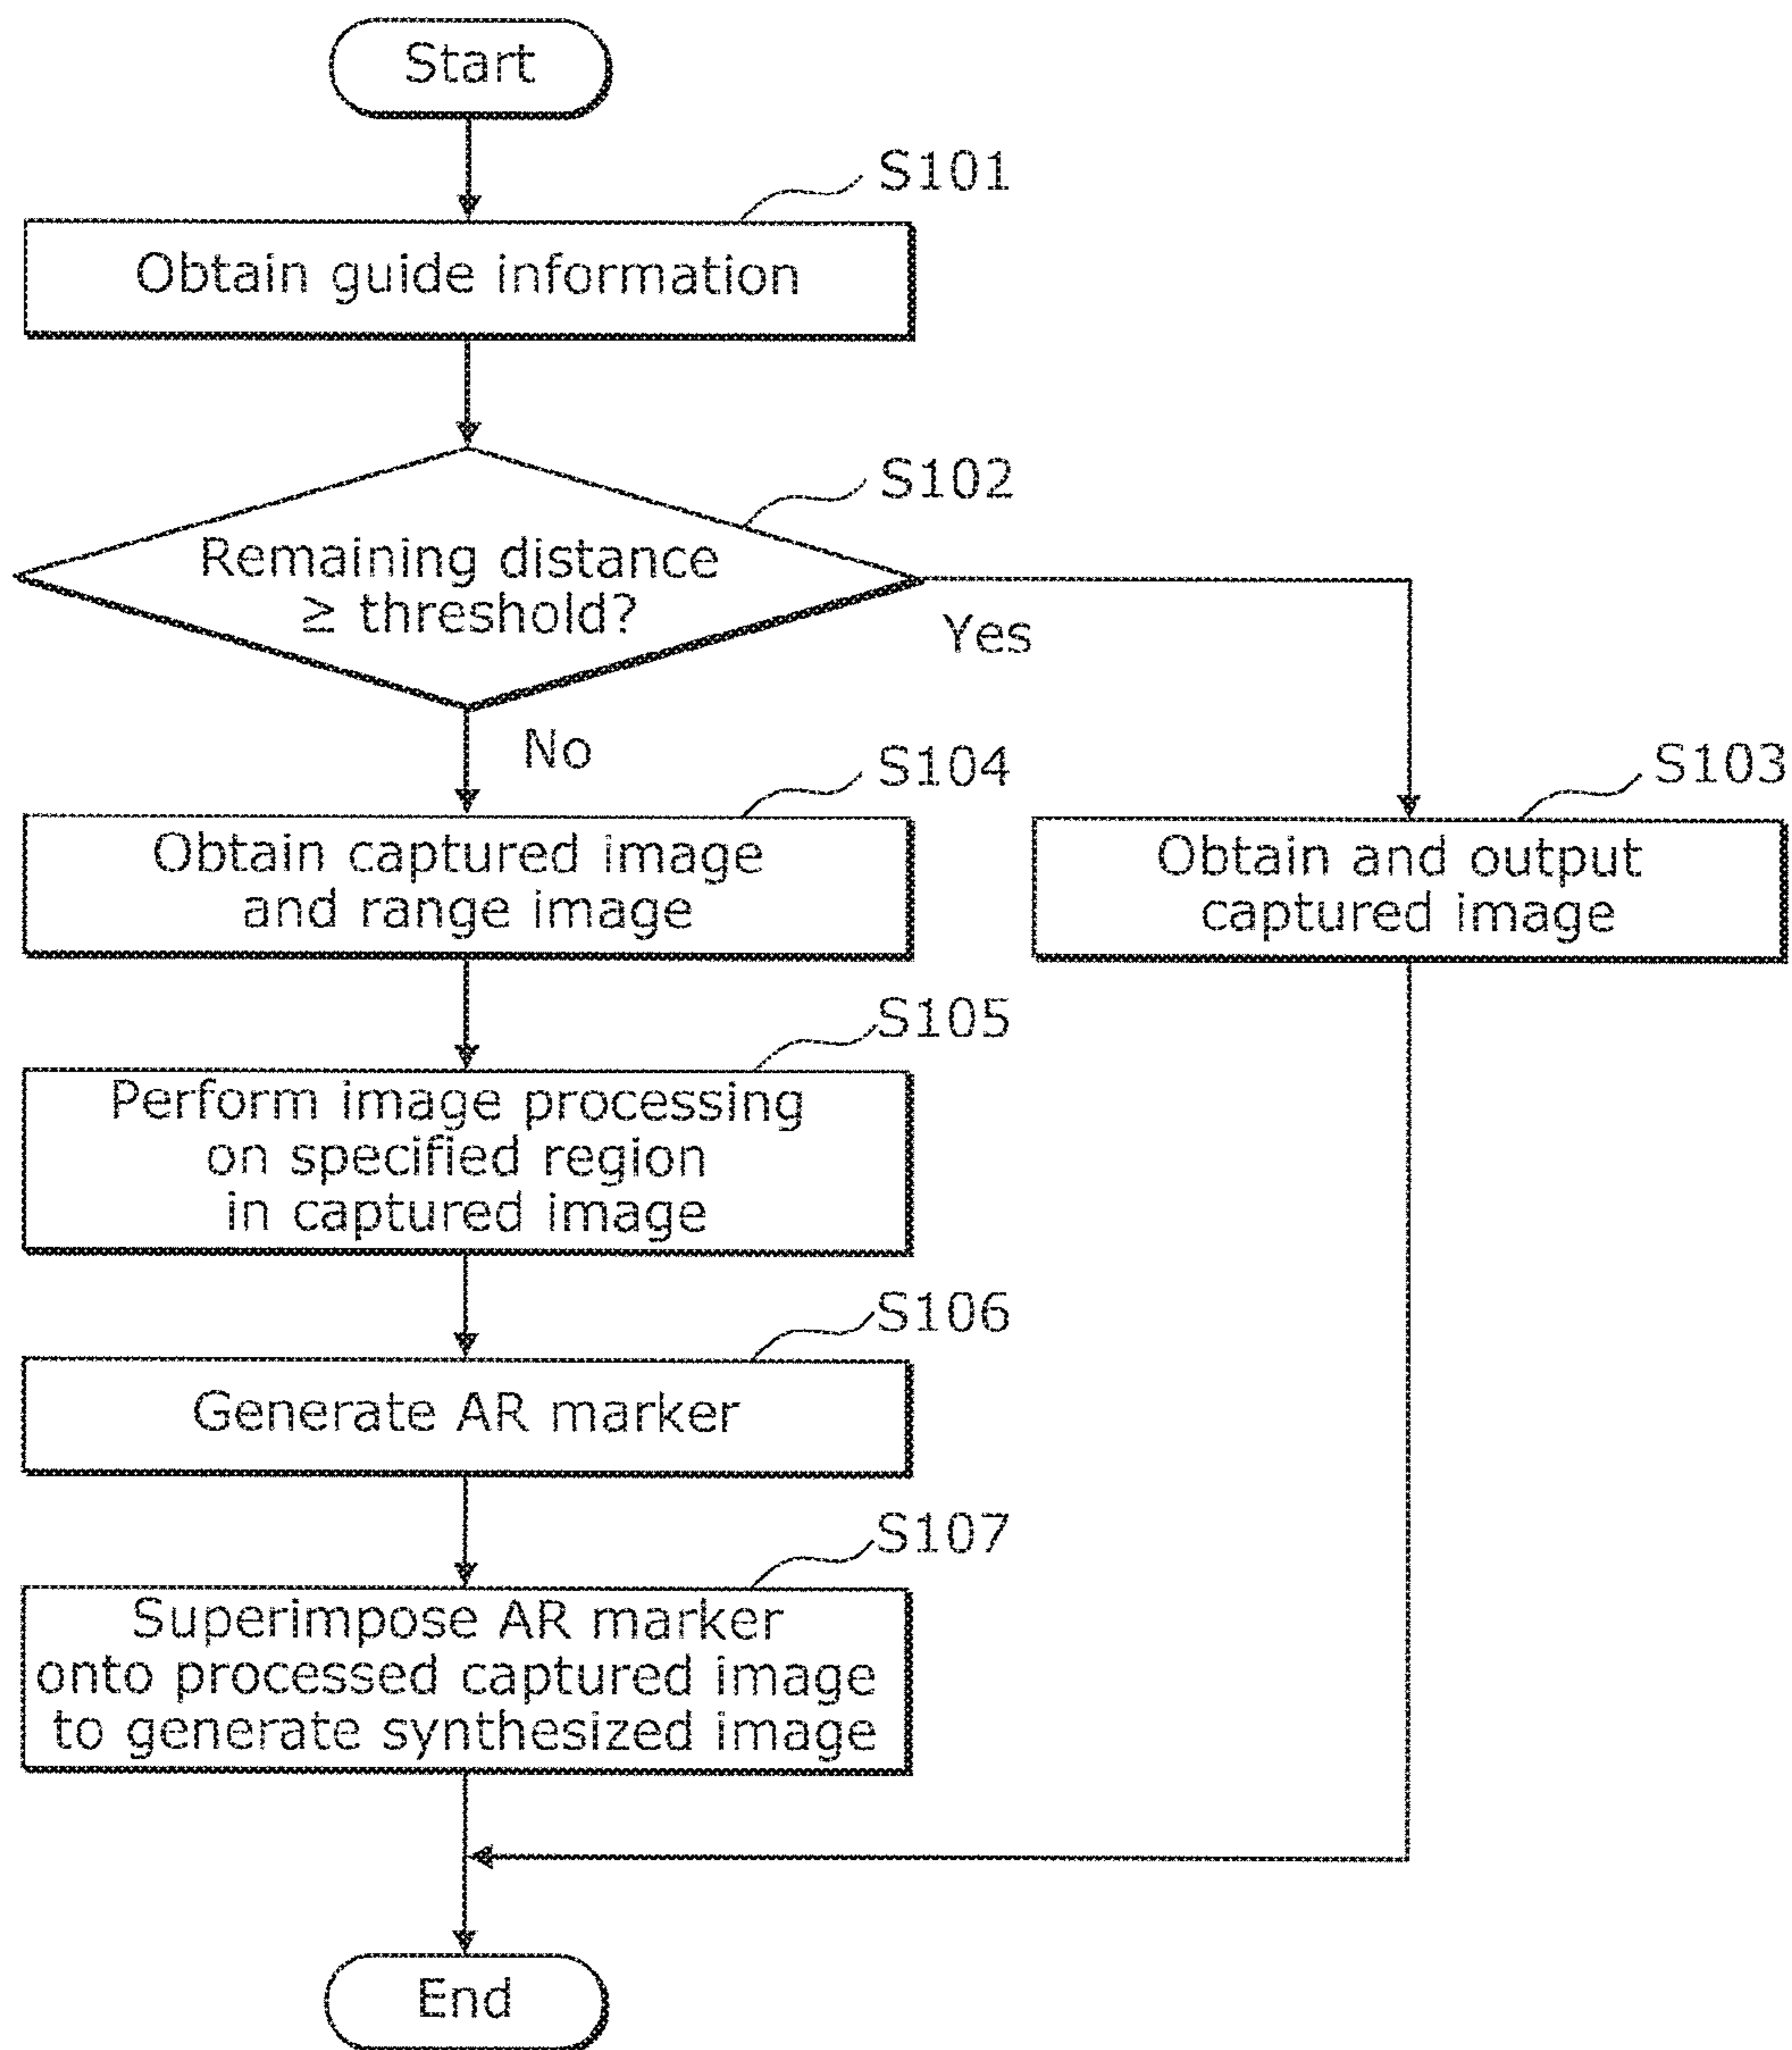 Start
S101
Obtain guide information
S102
Remaining distance
≥ threshold?
Yes
No
S104
Obtain captured image
and range image
S103
Obtain and output
captured image
S105
Perform image processing
on specified region
in captured image
S106
Generate AR marker
S107
Superimpose AR marker
onto processed captured image
to generate synthesized image
End